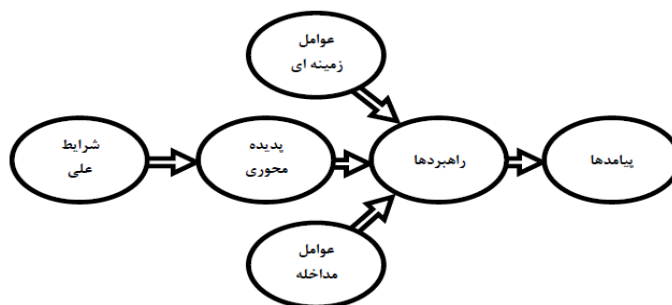 عوامل
زمینه ای
شرایط
علی
پدیده
محوری
راهبردها
پیامدها
عوامل
مداخله